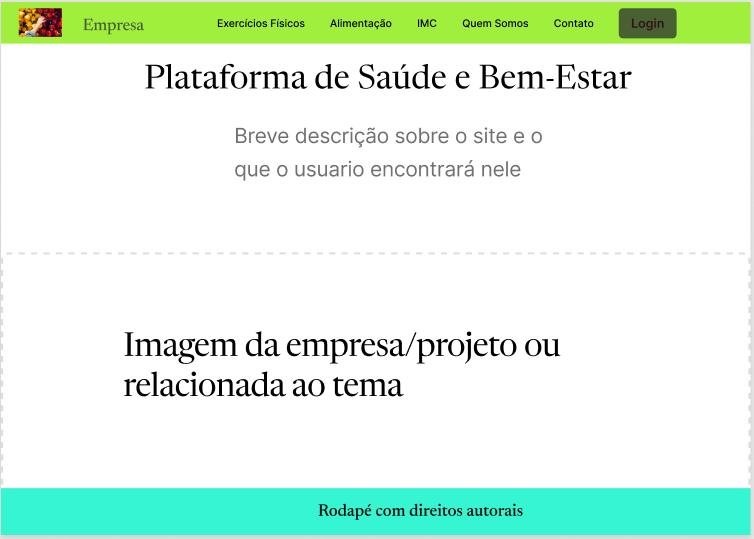 Empresa
Exercícios Físicos
Alimentação
IMC
Quem Somos
Contato
Login
Plataforma de Saúde e Bem-Estar
Breve descrição sobre o site e o
que o usuario encontrará nele
Imagem da empresa/projeto ou
relacionada ao tema
Rodapé com direitos autorais